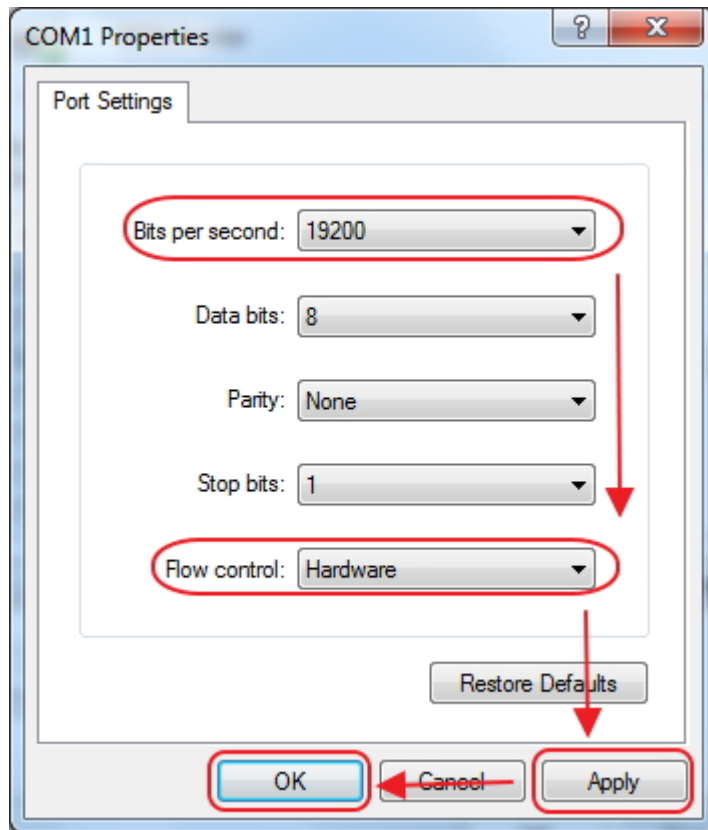 COM1 Properties
Port Settings
Bits per second: 19200
Data bits: 8
Parity: None
Stop bits: 1
Flow control: Hardware
Restore Defaults
OK Cancel Apply